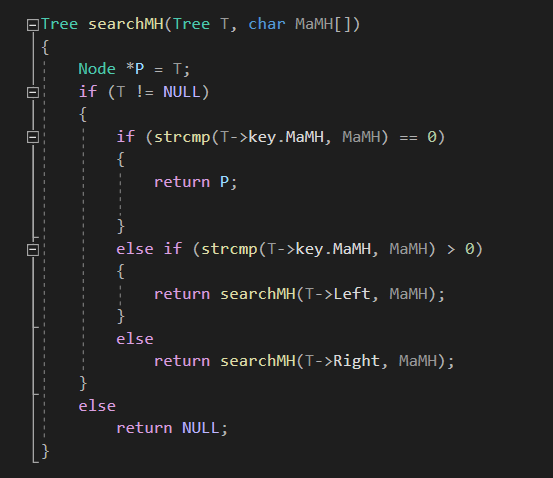 Tree searchMH(Tree T, char MaMH[])
{
    Node *P = T;
    if (T != NULL)
    {
        if (strcmp(T->key.MaMH, MaMH) == 0)
        {
            return P;

        }
        else if (strcmp(T->key.MaMH, MaMH) > 0)
        {
            return searchMH(T->Left, MaMH);
        }
        else
            return searchMH(T->Right, MaMH);
    }
    else
        return NULL;
}